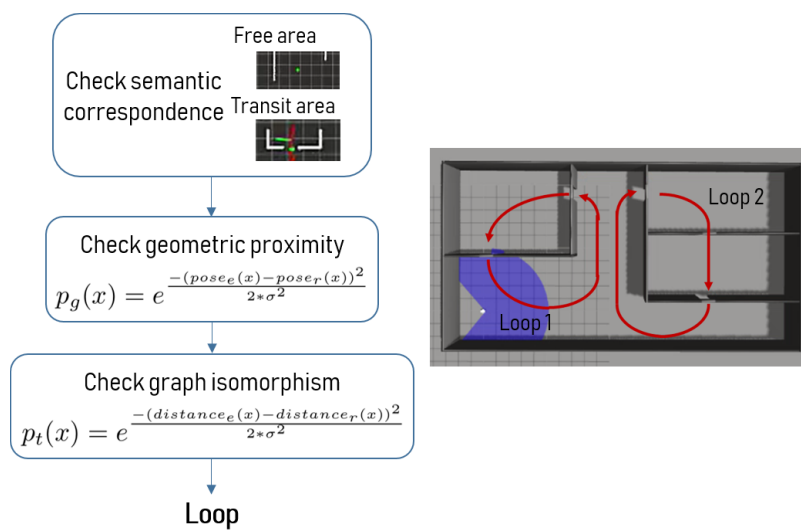 Free area
Check semantic
correspondence
Transit area
Check geometric proximity
p_g(x) = e^{\frac{-(pose_e(x)-pose_r(x))^2}{2*\sigma^2}}
Check graph isomorphism
p_t(x) = e^{\frac{-(distance_e(x)-distance_r(x))^2}{2*\sigma^2}}
Loop
Loop 2
Loop 1